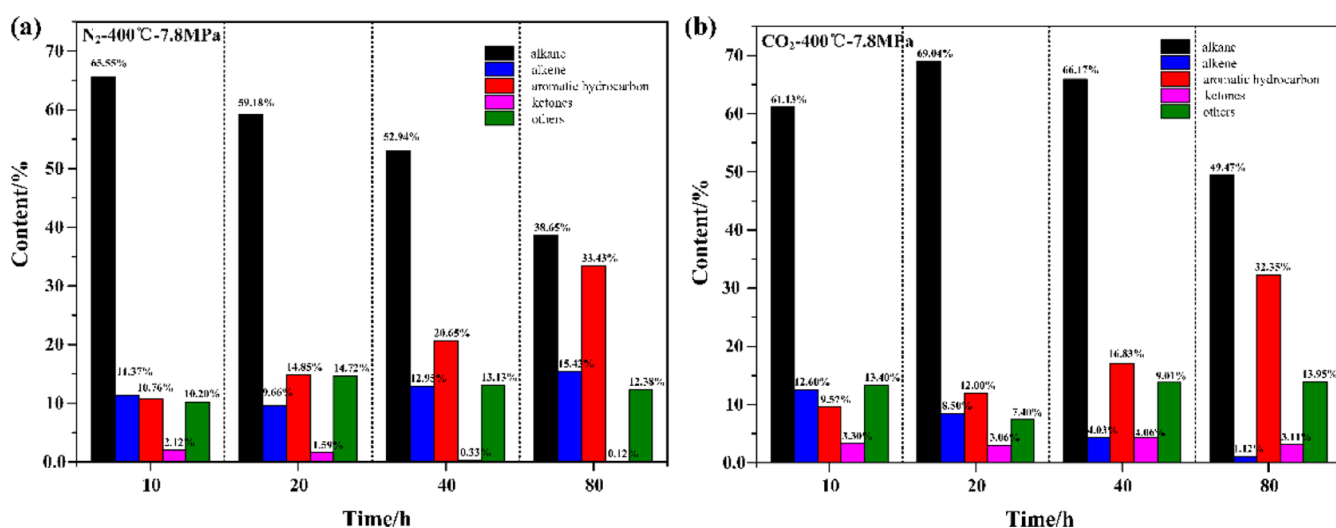 (a)
N₂-400℃-7.8MPa
alkane
alkene
aromatic hydrocarbon
ketones
others
Content/%
70
60
50
40
30
20
10
0.0
65.55%
11.37%
10.76%
2.12%
10.20%
59.18%
9.66%
14.85%
1.59%
14.72%
52.94%
12.95%
20.65%
0.33%
13.13%
38.65%
15.42%
33.43%
0.12%
12.38%
10 20 40 80
Time/h
(b)
CO₂-400℃-7.8MPa
alkane
alkene
aromatic hydrocarbon
ketones
others
Content/%
70
60
50
40
30
20
10
0.0
61.13%
12.60%
9.57%
3.30%
13.40%
69.04%
8.50%
12.00%
3.06%
7.40%
66.17%
4.03%
16.83%
4.06%
9.01%
49.47%
1.12%
32.35%
3.11%
13.95%
10 20 40 80
Time/h